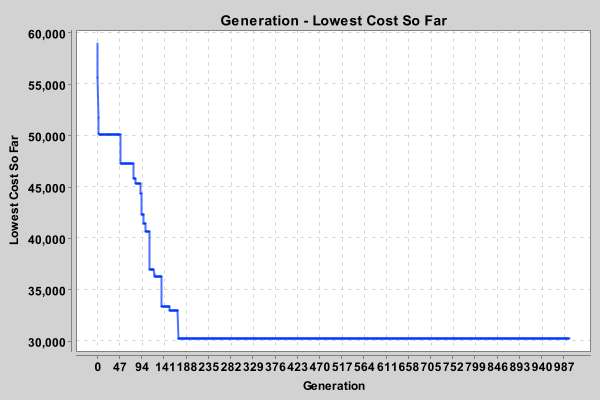 Generation - Lowest Cost So Far
60,000
55,000
50,000
45,000
40,000
35,000
30,000
Lowest Cost So Far
0 47 94 141 188 235 282 329 376 423 470 517 564 611 658 705 752 799 846 893 940 987
Generation